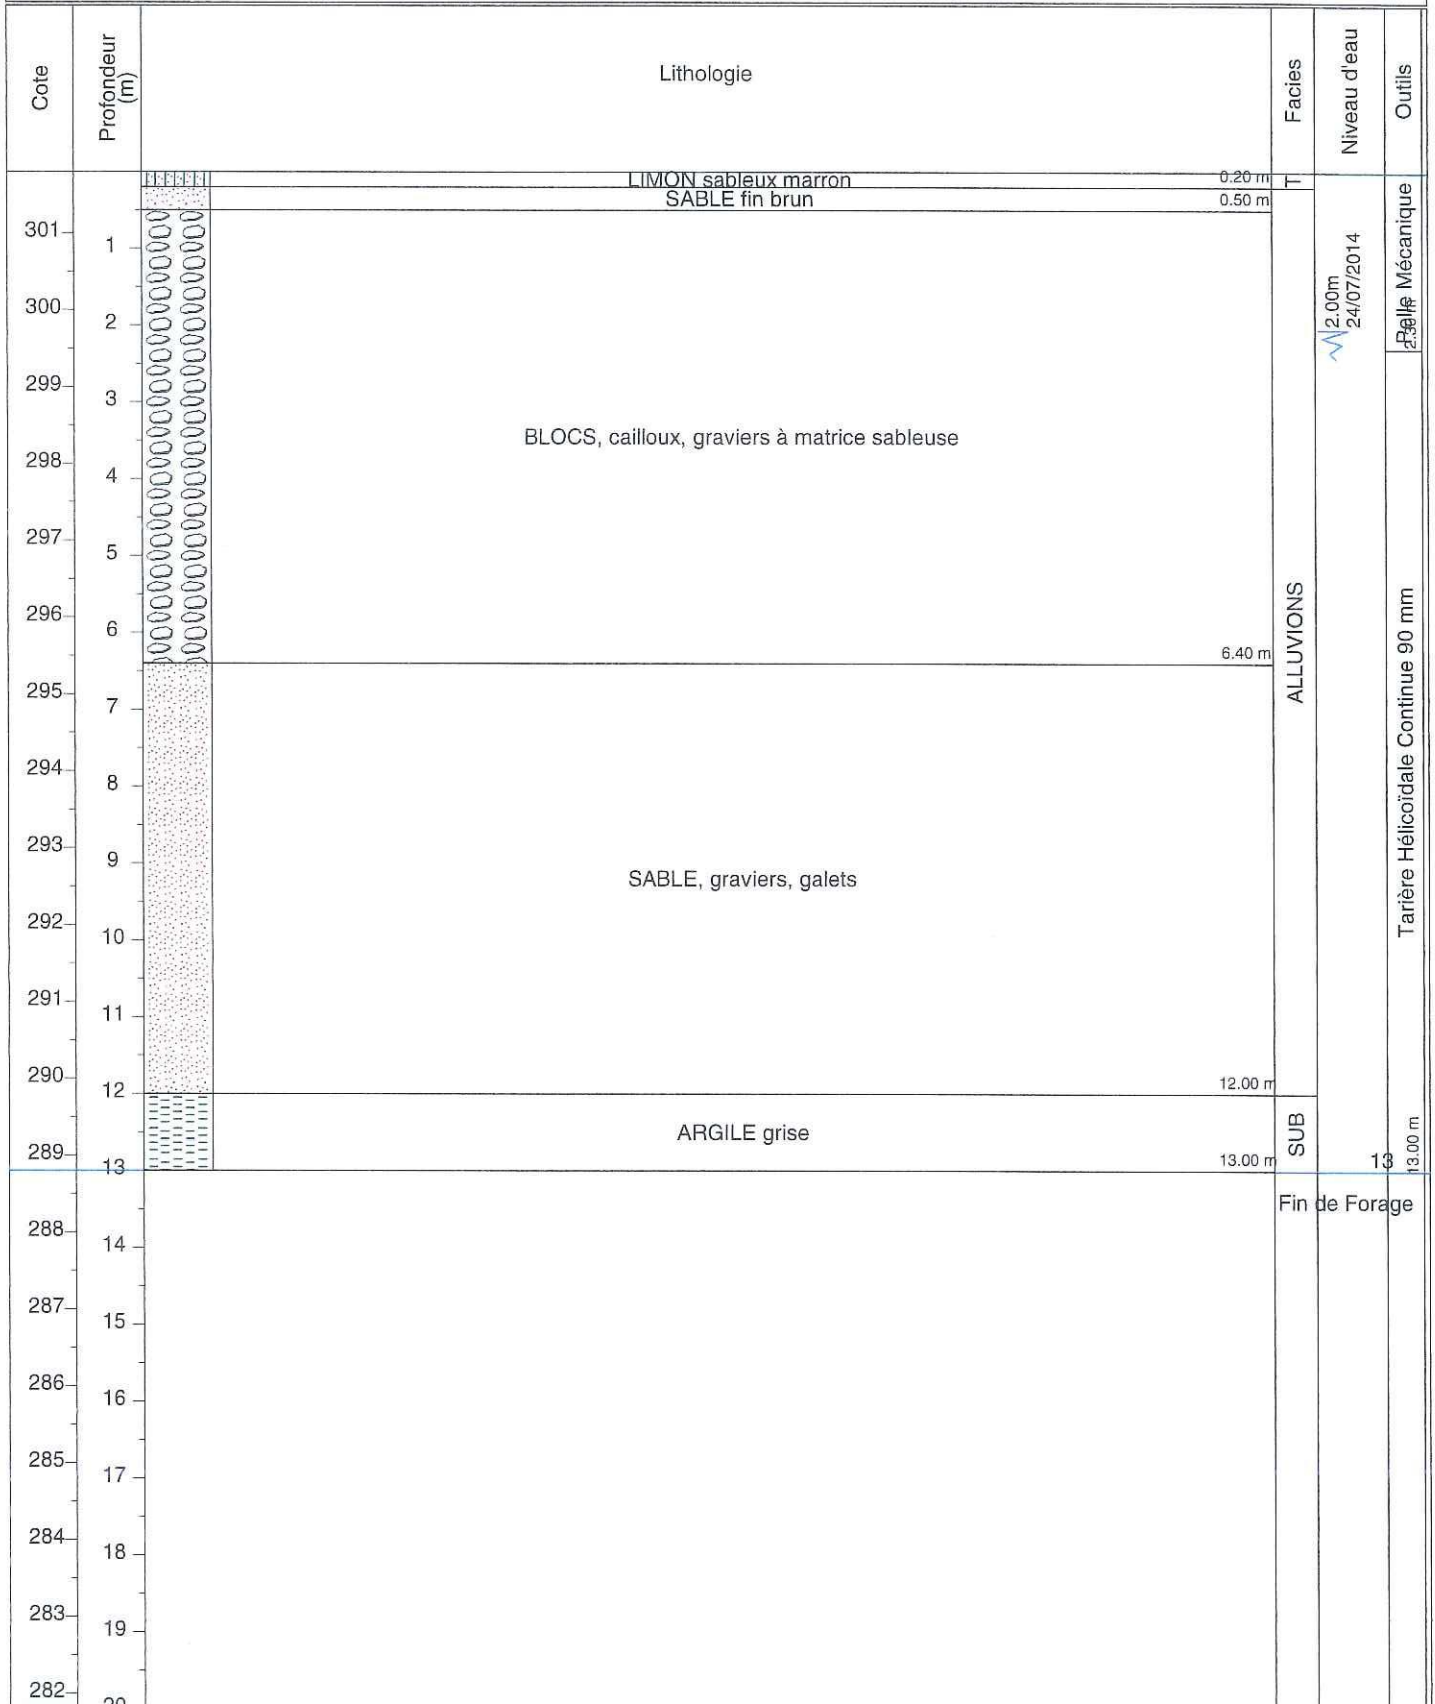 Cote
Profondeur
(m)
Lithologie
Facies
Niveau d'eau
Outils
LIMON sableux marron
0.20 m
T
SABLE fin brun
0.50 m
301
1
300
2
299
3
298
4
297
5
296
6
295
7
294
8
293
9
292
10
291
11
290
12
289
13
288
14
287
15
286
16
285
17
284
18
283
19
282
BLOCS, cailloux, graviers à matrice sableuse
6.40 m
SABLE, graviers, galets
12.00 m
ARGILE grise
13.00 m
ALLUVIONS
SUB
2.00m
24/07/2014
Pelle Mécanique
Tarière Hélicoïdale Continue 90 mm
13
13.00 m
Fin de Forage